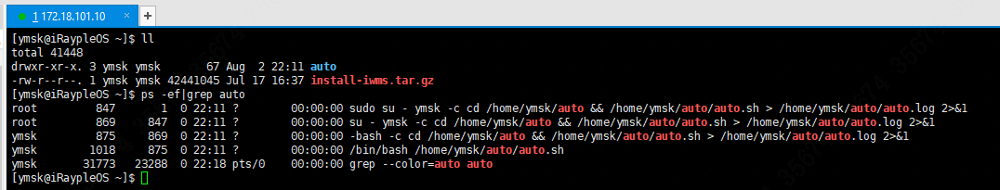 1 172.18.101.10 × +
[ymsk@iRaypleOS ~]$ ll
total 41448
drwxr-xr-x. 3 ymsk ymsk       67 Aug  2 22:11 auto
-rw-r--r--. 1 ymsk ymsk 42441045 Jul 17 16:37 install-iwms.tar.gz
[ymsk@iRaypleOS ~]$ ps -ef|grep auto
root       847     1  0 22:11 ?        00:00:00 sudo su - ymsk -c cd /home/ymsk/auto && /home/ymsk/auto/auto.sh > /home/ymsk/auto/auto.log 2>&1
root       869   847  0 22:11 ?        00:00:00 su - ymsk -c cd /home/ymsk/auto && /home/ymsk/auto/auto.sh > /home/ymsk/auto/auto.log 2>&1
ymsk       875   869  0 22:11 ?        00:00:00 -bash -c cd /home/ymsk/auto && /home/ymsk/auto/auto.sh > /home/ymsk/auto/auto.log 2>&1
ymsk      1018   875  0 22:11 ?        00:00:00 /bin/bash /home/ymsk/auto/auto.sh
ymsk     31773 23288  0 22:18 pts/0    00:00:00 grep --color=auto auto
[ymsk@iRaypleOS ~]$